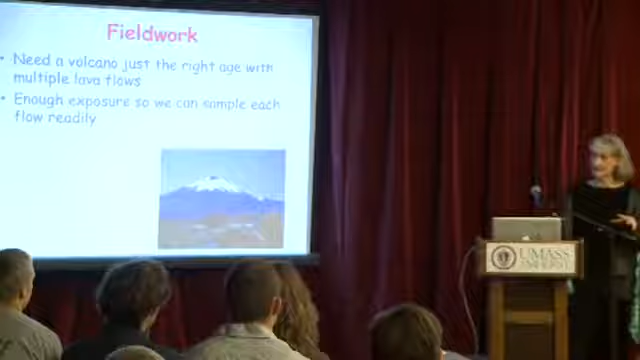 Fieldwork
• Need a volcano just the right age with
multiple lava flows
• Enough exposure so we can sample each
flow readily
UMASS